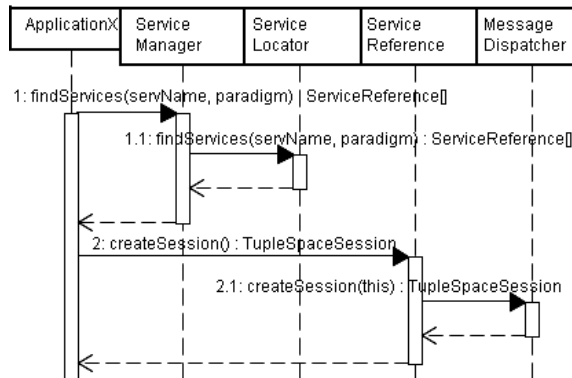 ApplicationX
Service
Manager
Service
Locator
Service
Reference
Message
Dispatcher
1: findServices(servName, paradigm) : ServiceReference[]
1.1: findServices(servName, paradigm) : ServiceReference[]
2: createSession() : TupleSpaceSession
2.1: createSession(this) : TupleSpaceSession